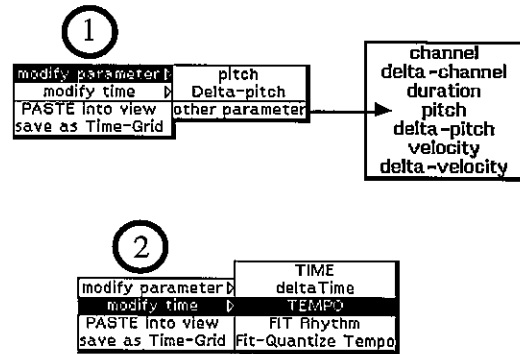 1
modify parameter
modify time
PASTE into view
save as Time-Grid
pitch
Delta-pitch
other parameter
channel
delta-channel
duration
pitch
delta-pitch
velocity
delta-velocity
2
modify parameter
modify time
PASTE into view
save as Time-Grid
TIME
deltaTime
TEMPO
FIT Rhythm
Fit-Quantize Tempo